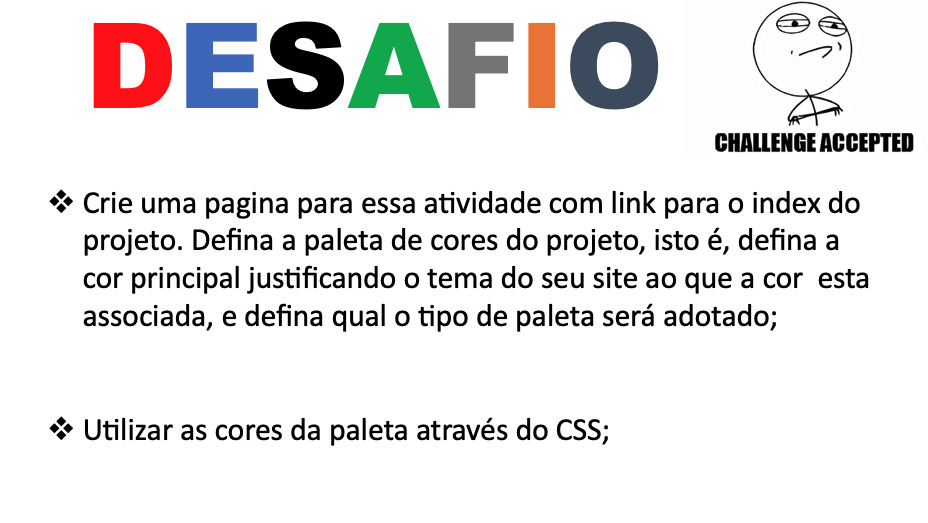 DESAFIO
CHALLENGE ACCEPTED
❖ Crie uma pagina para essa atividade com link para o index do
projeto. Defina a paleta de cores do projeto, isto é, defina a
cor principal justificando o tema do seu site ao que a cor  esta
associada, e defina qual o tipo de paleta será adotado;
❖ Utilizar as cores da paleta através do CSS;